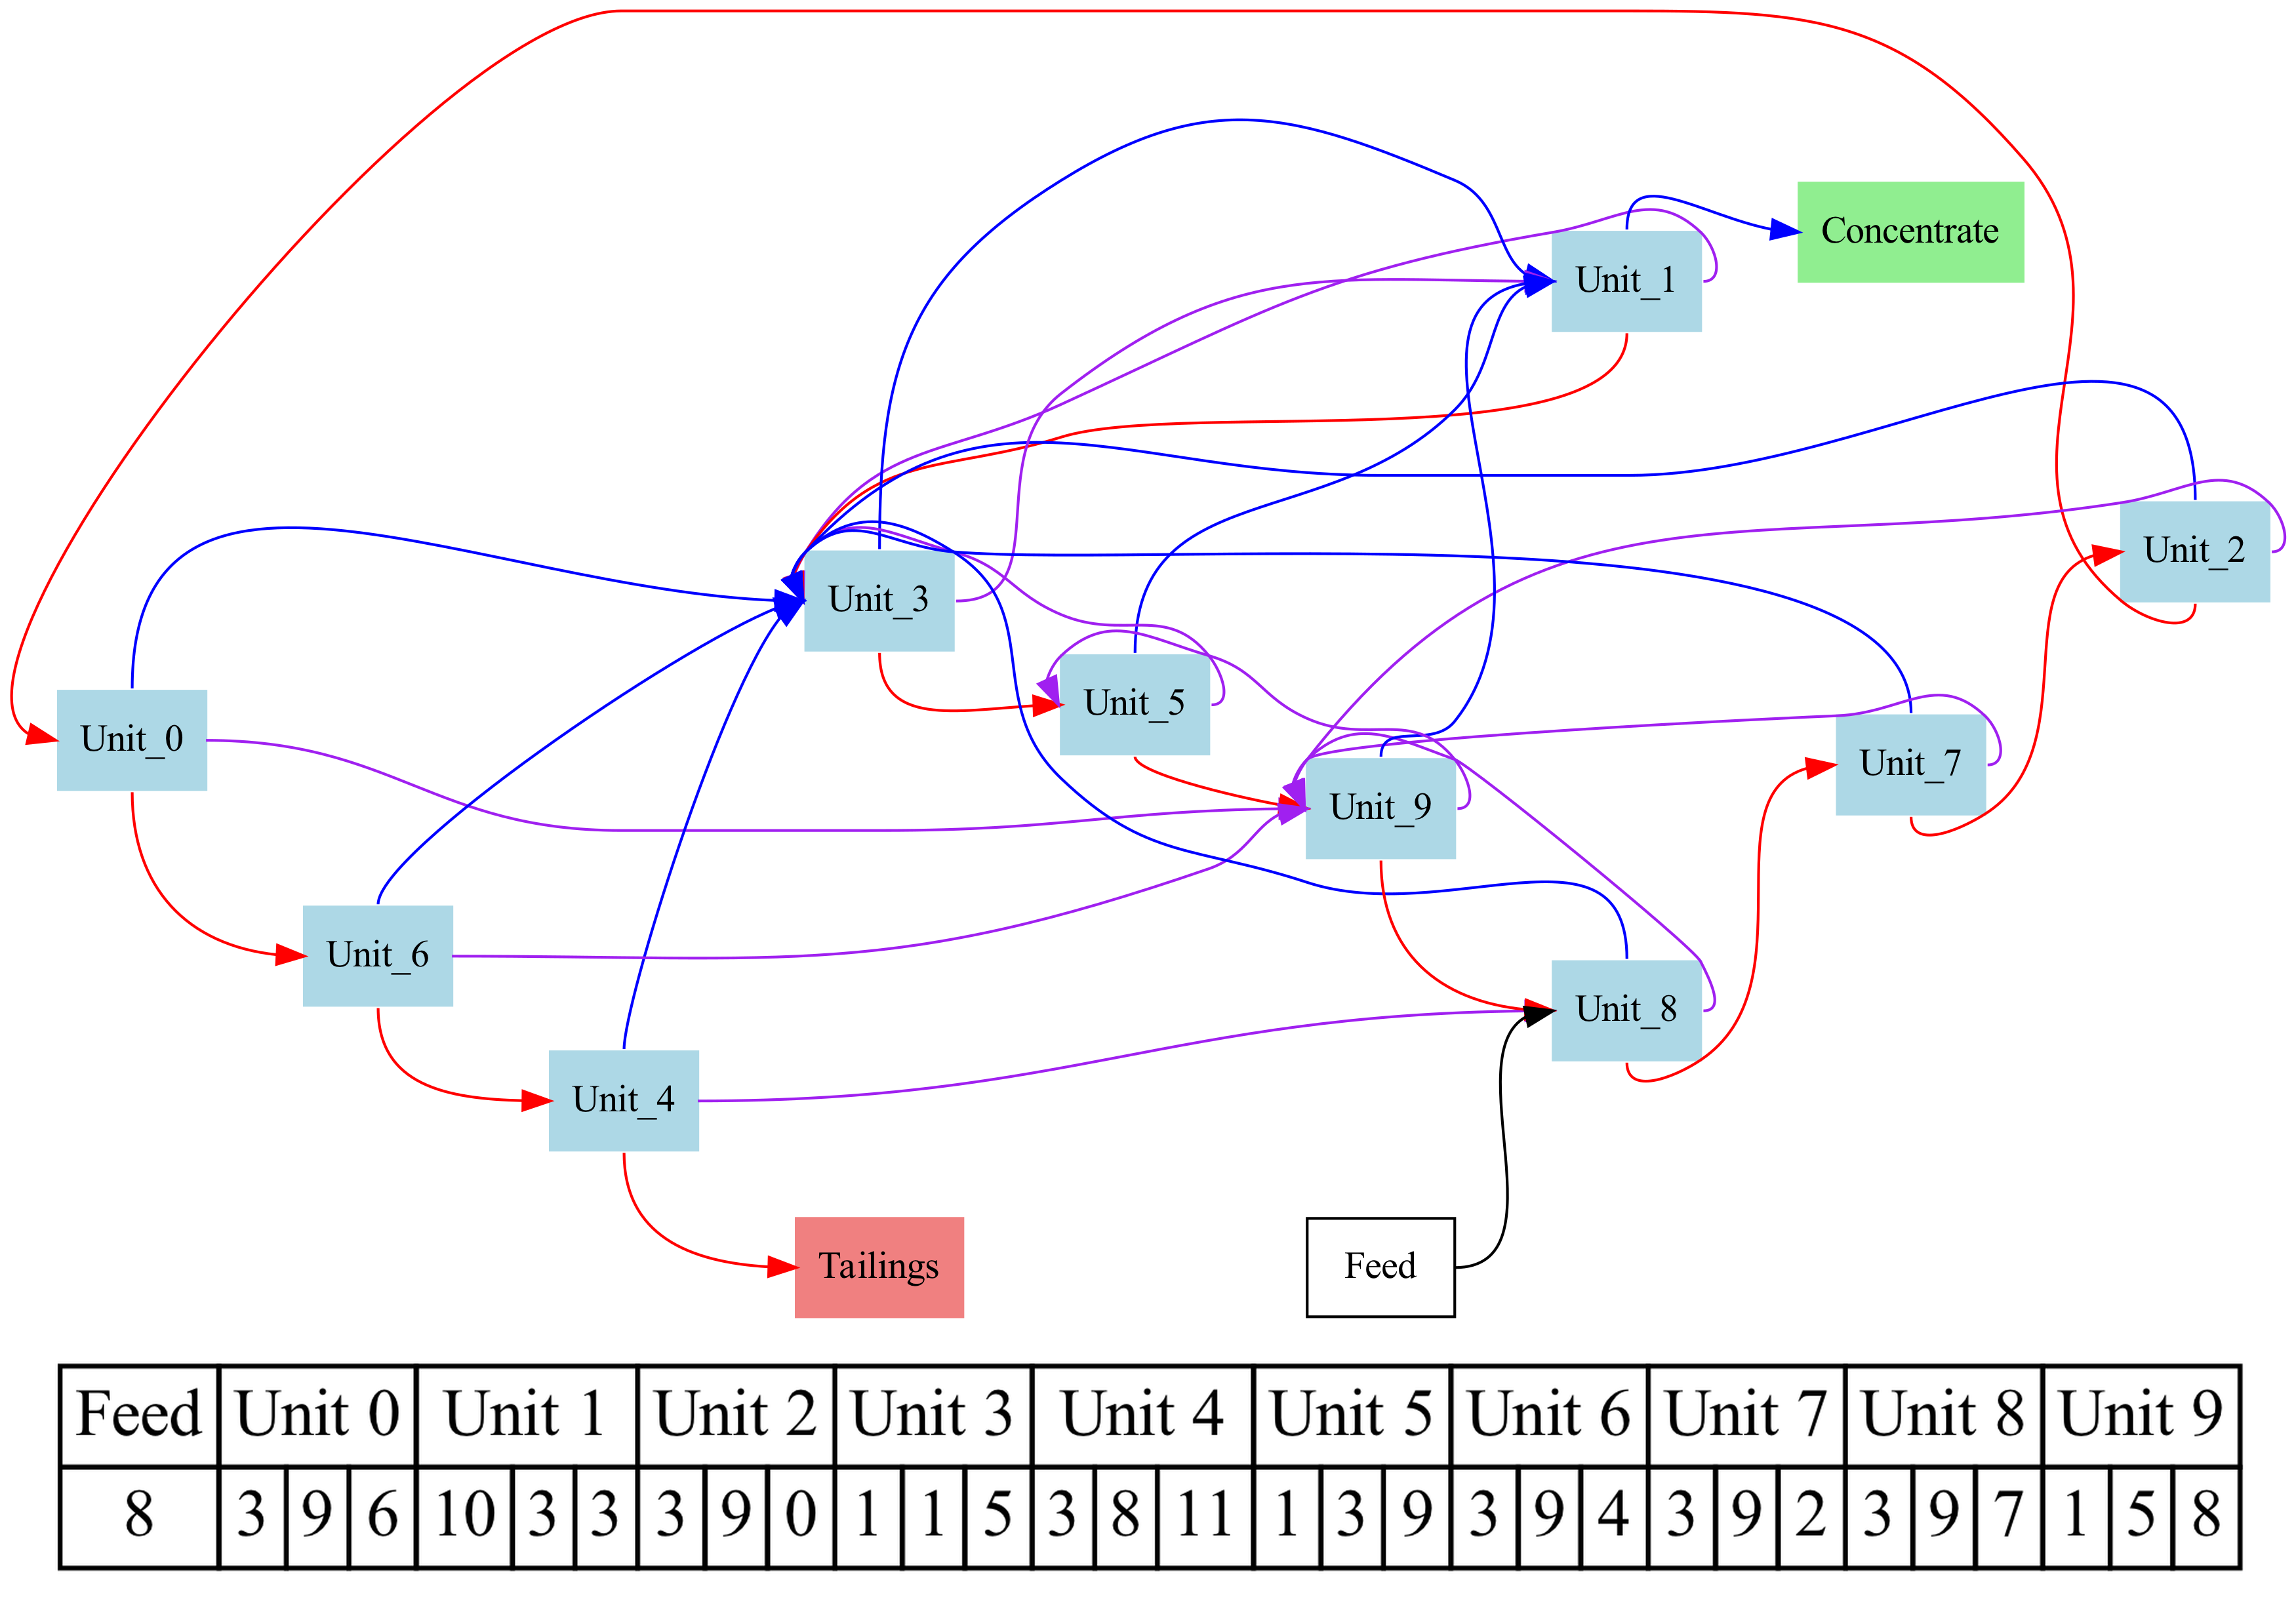 Concentrate
Unit_1
Unit_2
Unit_3
Unit_5
Unit_0
Unit_7
Unit_9
Unit_6
Unit_8
Unit_4
Tailings
Feed
Feed Unit 0 Unit 1 Unit 2 Unit 3 Unit 4 Unit 5 Unit 6 Unit 7 Unit 8 Unit 9
8 3 9 6 10 3 3 3 9 0 1 1 5 3 8 11 1 3 9 3 9 4 3 9 2 3 9 7 1 5 8